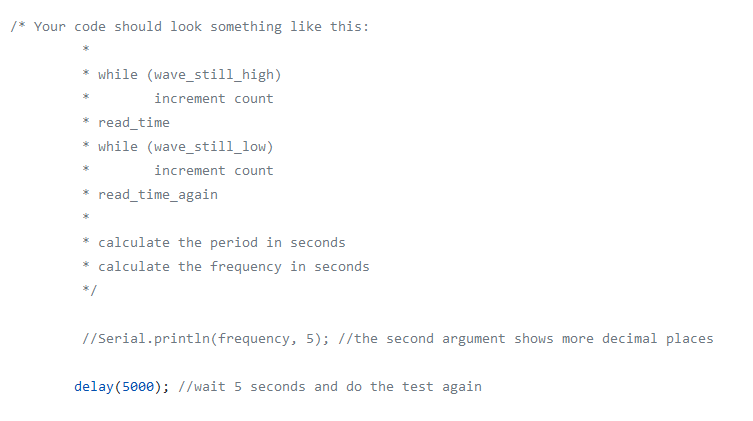 /* Your code should look something like this:
*
* while (wave_still_high)
* increment count
* read_time
* while (wave_still_low)
* increment count
* read_time_again
*
* calculate the period in seconds
* calculate the frequency in seconds
*/
//Serial.println(frequency, 5); //the second argument shows more decimal places
delay(5000); //wait 5 seconds and do the test again